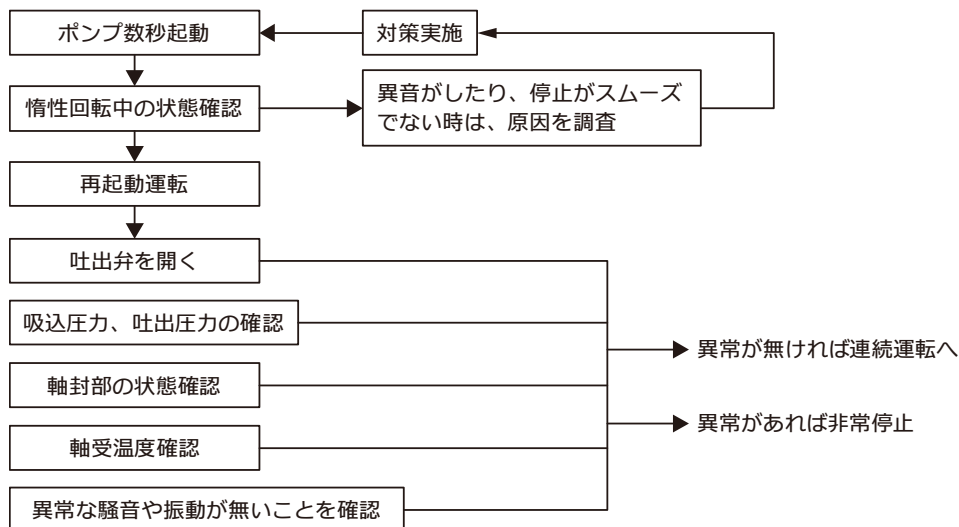 ポンプ数秒起動
対策実施
惰性回転中の状態確認
異音がしたり、停止がスムーズ
でない時は、原因を調査
再起動運転
吐出弁を開く
吸込圧力、吐出圧力の確認
異常が無ければ連続運転へ
軸封部の状態確認
異常があれば非常停止
軸受温度確認
異常な騒音や振動が無いことを確認